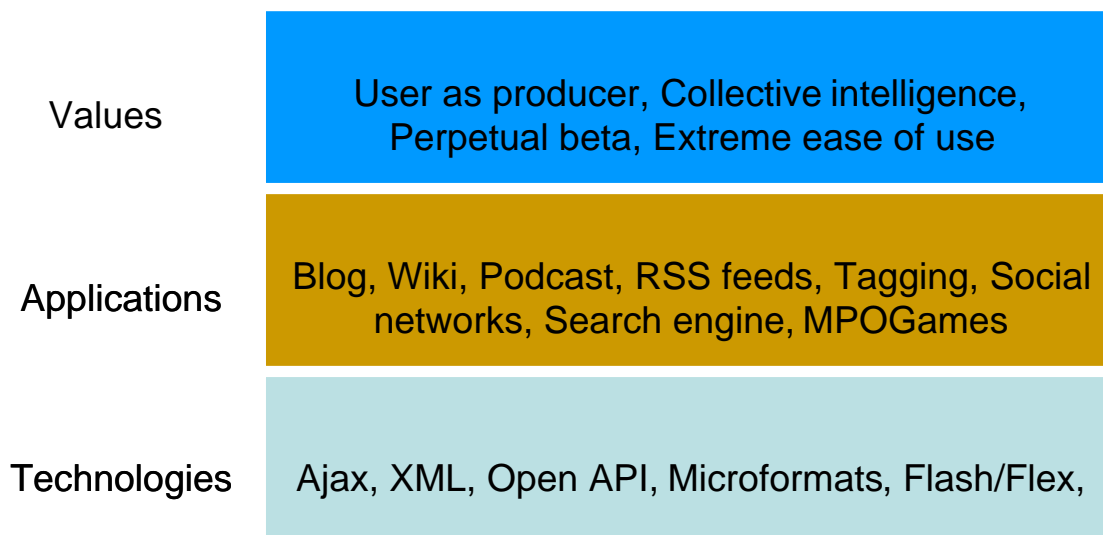 Values
User as producer, Collective intelligence,
Perpetual beta, Extreme ease of use
Applications
Blog, Wiki, Podcast, RSS feeds, Tagging, Social
networks, Search engine, MPOGames
Technologies
Ajax, XML, Open API, Microformats, Flash/Flex,